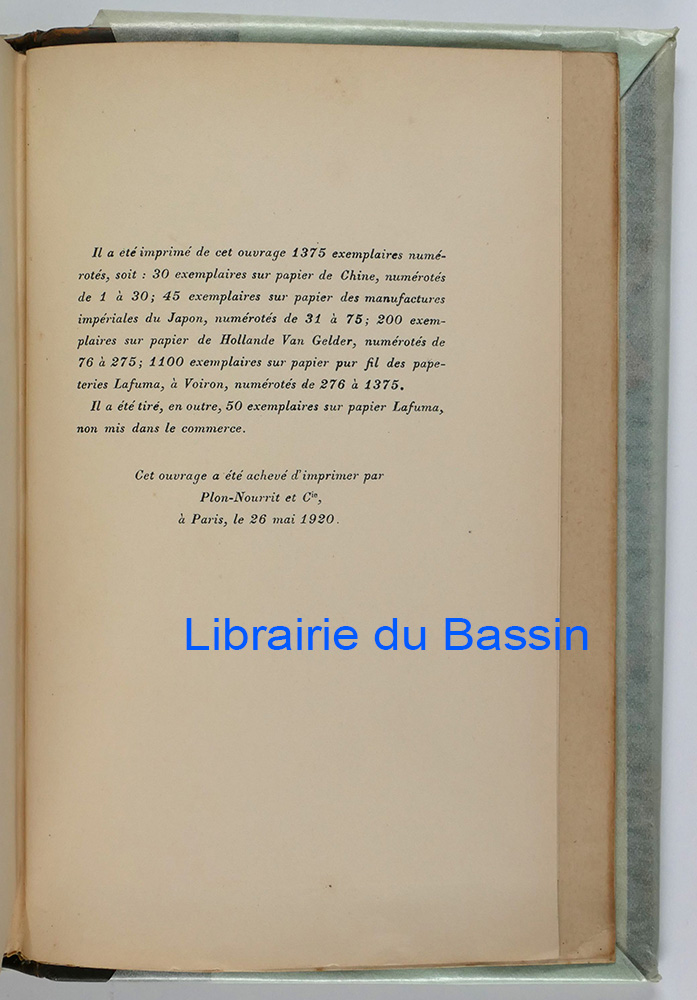 Il a été imprimé de cet ouvrage 1375 exemplaires numé-
rotés, soit : 30 exemplaires sur papier de Chine, numérotés
de 1 à 30; 45 exemplaires sur papier des manufactures
impériales du Japon, numérotés de 31 à 75; 200 exem-
plaires sur papier de Hollande Van Gelder, numérotés de
76 à 275; 1100 exemplaires sur papier pur fil des pape-
teries Lafuma, à Voiron, numérotés de 276 à 1375.
Il a été tiré, en outre, 50 exemplaires sur papier Lafuma,
non mis dans le commerce.
Cet ouvrage a été achevé d'imprimer par
Plon-Nourrit et Cie,
à Paris, le 26 mai 1920.
Librairie du Bassin